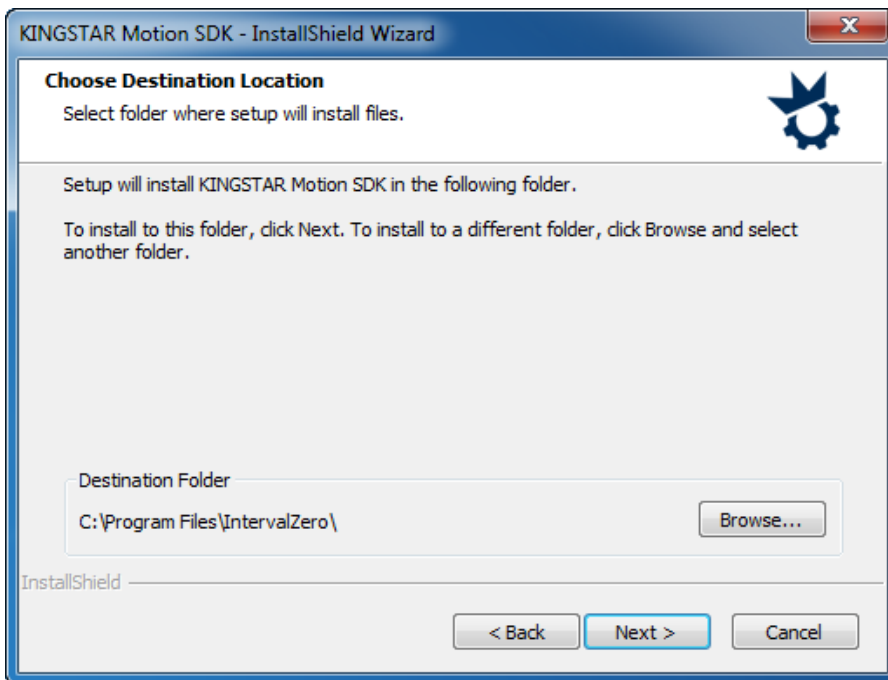 KINGSTAR Motion SDK - InstallShield Wizard
Choose Destination Location
Select folder where setup will install files.
Setup will install KINGSTAR Motion SDK in the following folder.
To install to this folder, click Next. To install to a different folder, click Browse and select
another folder.
Destination Folder
C:\Program Files\IntervalZero\
Browse...
InstallShield
< Back
Next >
Cancel